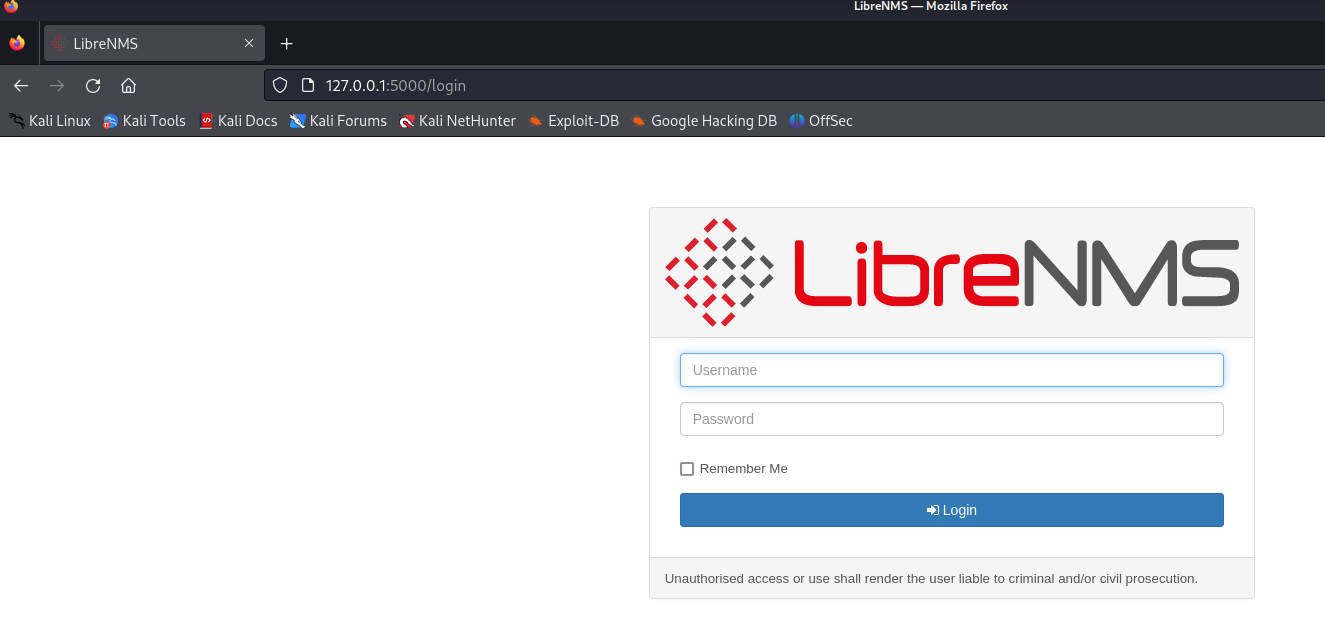 LibreNMS — Mozilla Firefox
LibreNMS
127.0.0.1:5000/login
Kali Linux Kali Tools Kali Docs Kali Forums Kali NetHunter Exploit-DB Google Hacking DB OffSec
LibreNMS
Username
Password
Remember Me
Login
Unauthorised access or use shall render the user liable to criminal and/or civil prosecution.